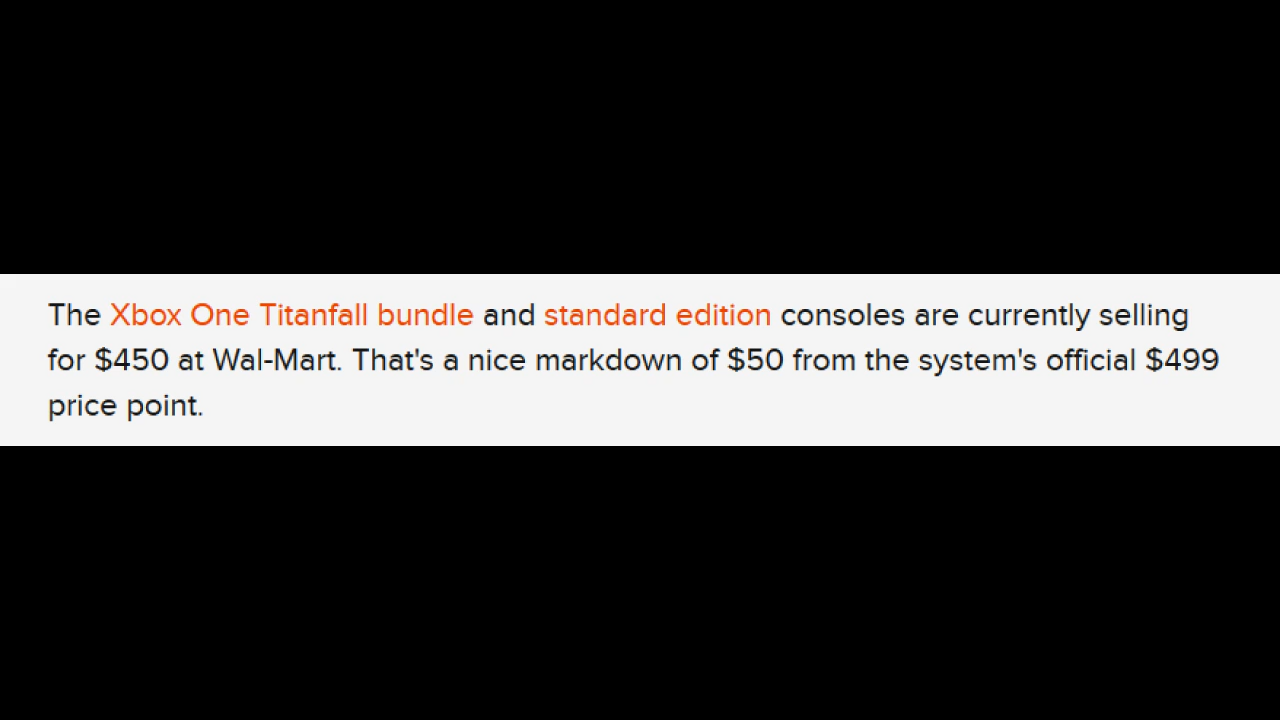 The Xbox One Titanfall bundle and standard edition consoles are currently selling
for $450 at Wal-Mart. That's a nice markdown of $50 from the system's official $499
price point.